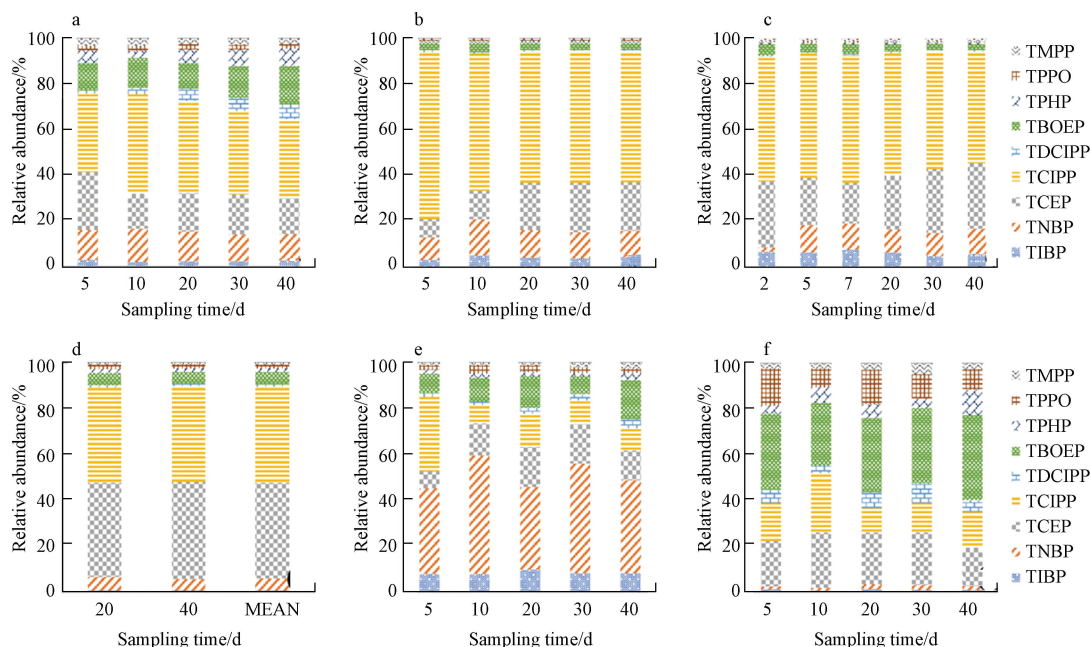 a
b
c
Relative abundance/%
100
80
60
40
20
0
5 10 20 30 40
Sampling time/d
Relative abundance/%
100
80
60
40
20
0
5 10 20 30 40
Sampling time/d
Relative abundance/%
100
80
60
40
20
0
2 5 7 20 30 40
Sampling time/d
TMPP
TPPO
TPHP
TBOEP
TDCIPP
TCIPP
TCEP
TNBP
TIBP
d
e
f
Relative abundance/%
100
80
60
40
20
0
20 40 MEAN
Sampling time/d
Relative abundance/%
100
80
60
40
20
0
5 10 20 30 40
Sampling time/d
Relative abundance/%
100
80
60
40
20
0
5 10 20 30 40
Sampling time/d
TMPP
TPPO
TPHP
TBOEP
TDCIPP
TCIPP
TCEP
TNBP
TIBP